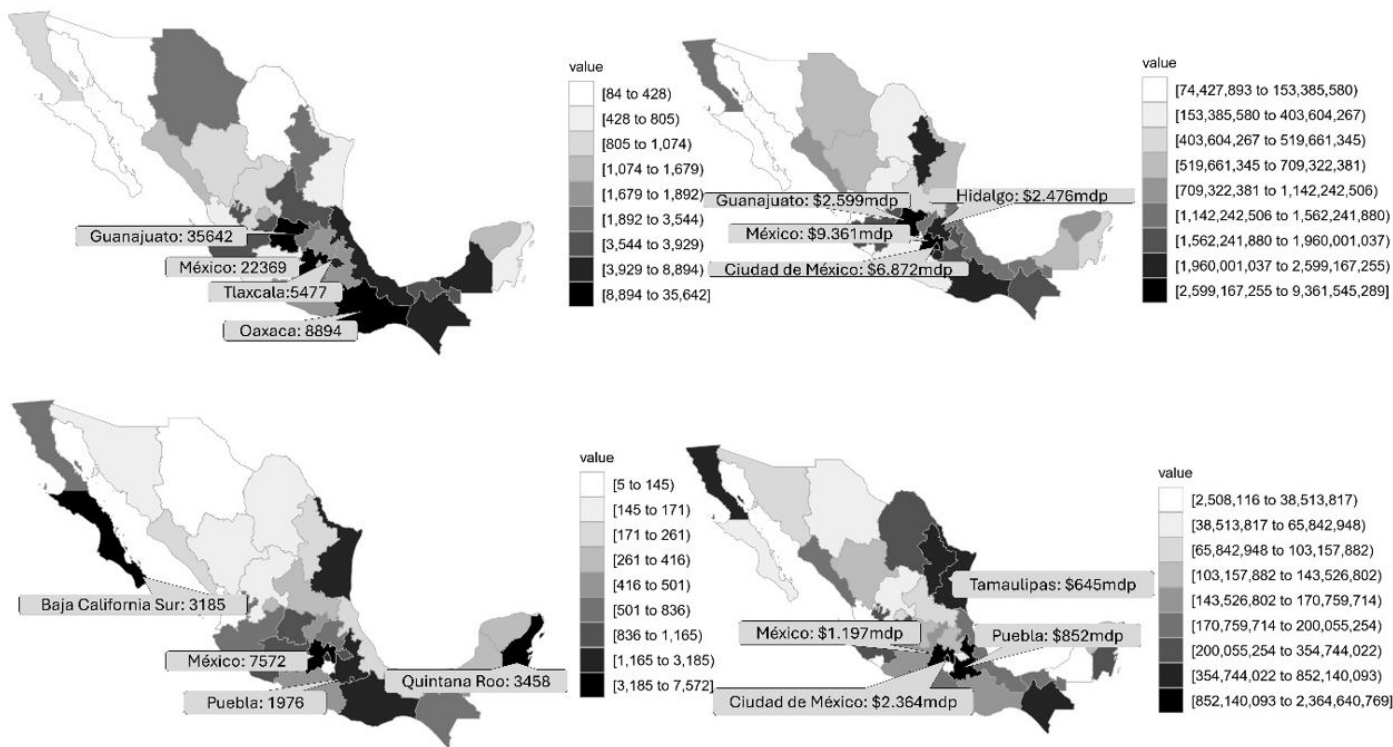 value
[84 to 428)
[428 to 805)
[805 to 1,074)
[1,074 to 1,679)
[1,679 to 1,892)
[1,892 to 3,544)
[3,544 to 3,929)
[3,929 to 8,894)
[8,894 to 35,642]
Guanajuato: 35642
México: 22369
Tlaxcala:5477
Oaxaca: 8894
value
[74,427,893 to 153,385,580)
[153,385,580 to 403,604,267)
[403,604,267 to 519,661,345)
[519,661,345 to 709,322,381)
[709,322,381 to 1,142,242,506)
[1,142,242,506 to 1,562,241,880)
[1,562,241,880 to 1,960,001,037)
[1,960,001,037 to 2,599,167,255)
[2,599,167,255 to 9,361,545,289]
Guanajuato: $2.599mdp
Hidalgo: $2.476mdp
México: $9.361mdp
Ciudad de México: $6.872mdp
value
[5 to 145)
[145 to 171)
[171 to 261)
[261 to 416)
[416 to 501)
[501 to 836)
[836 to 1,165)
[1,165 to 3,185)
[3,185 to 7,572]
Baja California Sur: 3185
México: 7572
Quintana Roo: 3458
Puebla: 1976
value
[2,508,116 to 38,513,817)
[38,513,817 to 65,842,948)
[65,842,948 to 103,157,882)
[103,157,882 to 143,526,802)
[143,526,802 to 170,759,714)
[170,759,714 to 200,055,254)
[200,055,254 to 354,744,022)
[354,744,022 to 852,140,093)
[852,140,093 to 2,364,640,769]
Tamaulipas: $645mdp
México: $1.197mdp
Puebla: $852mdp
Ciudad de México: $2.364mdp